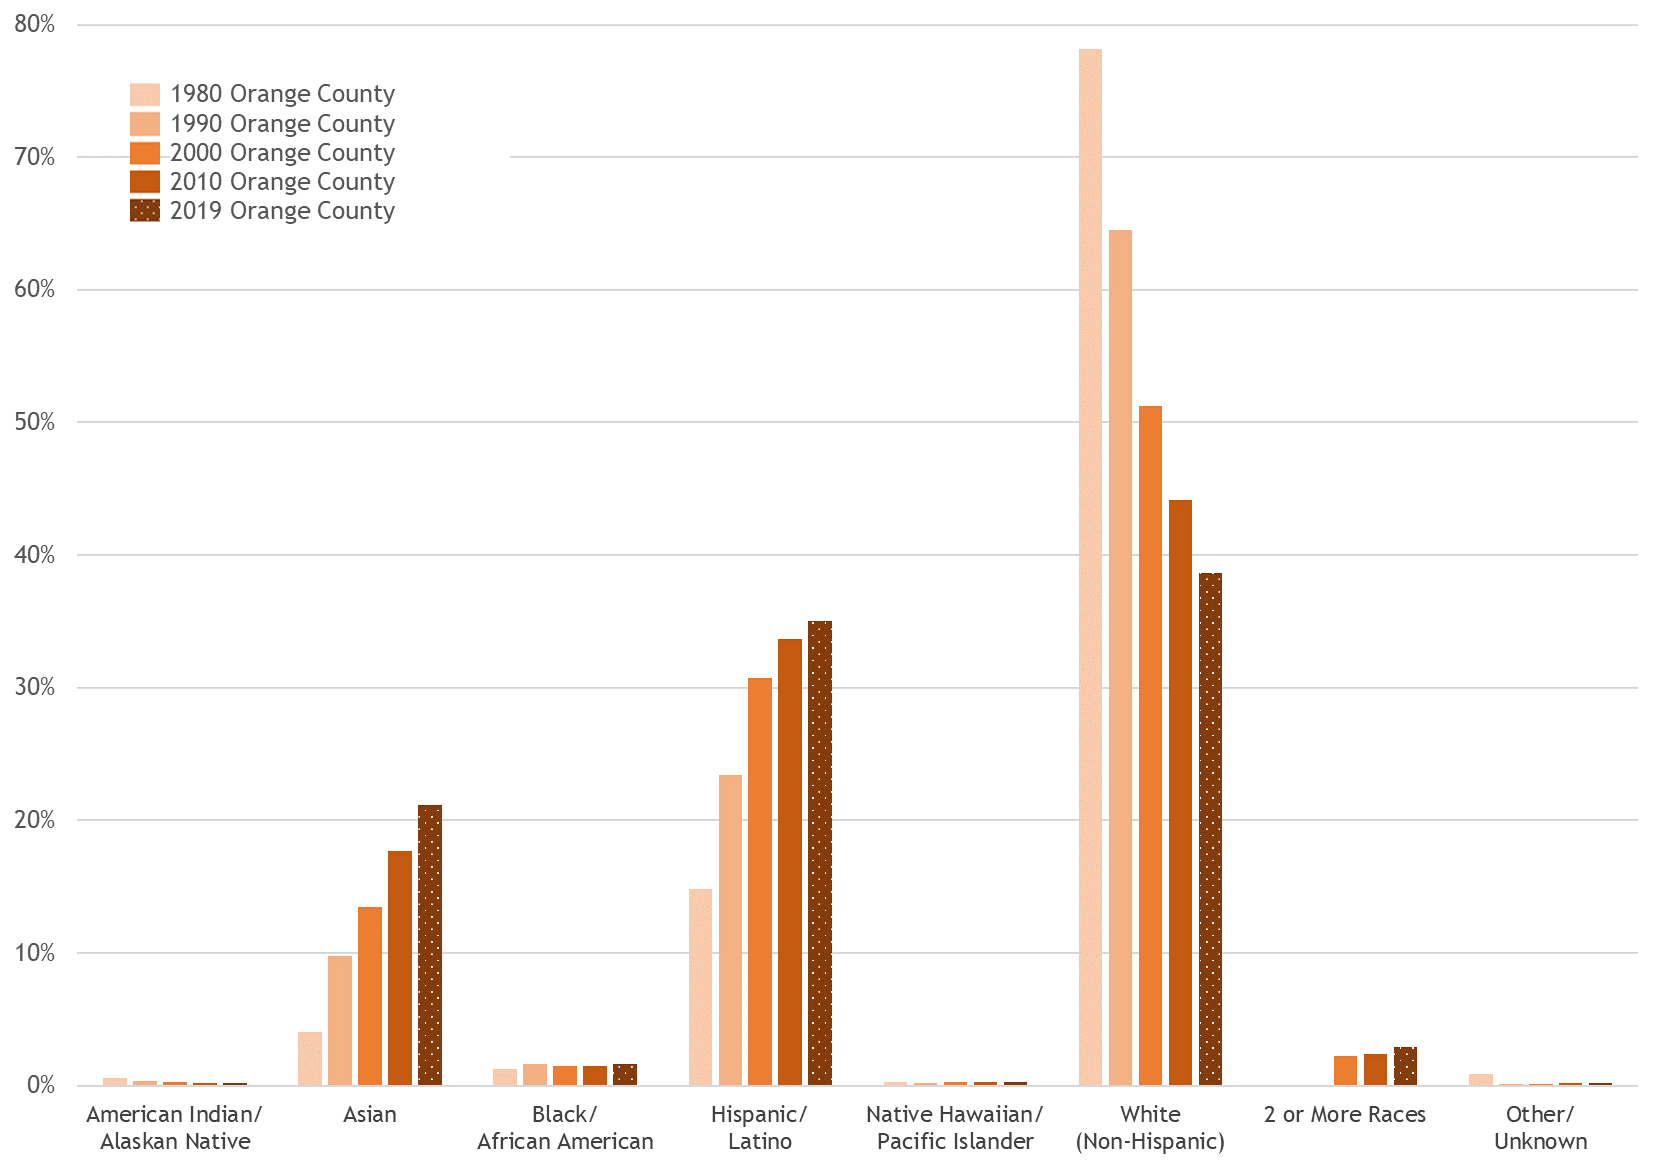 80%
1980 Orange County
1990 Orange County
2000 Orange County
70%
2010 Orange County
2019 Orange County
60%
50%
40%
30%
20%
10%
0%
American Indian/
Alaskan Native
Asian
Black/
African American
Hispanic/
Latino
Native Hawaiian/
Pacific Islander
White
(Non-Hispanic)
2 or More Races
Other/
Unknown